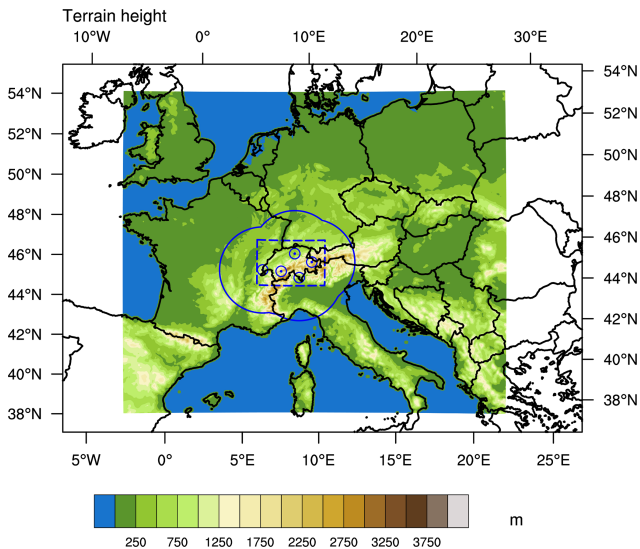 Terrain height
10°W 0° 10°E 20°E 30°E
54°N 54°N
52°N 52°N
50°N 50°N
48°N 48°N
46°N 46°N
44°N 44°N
42°N 42°N
40°N 40°N
38°N 38°N
5°W 0° 5°E 10°E 15°E 20°E 25°E
m
250 750 1250 1750 2250 2750 3250 3750